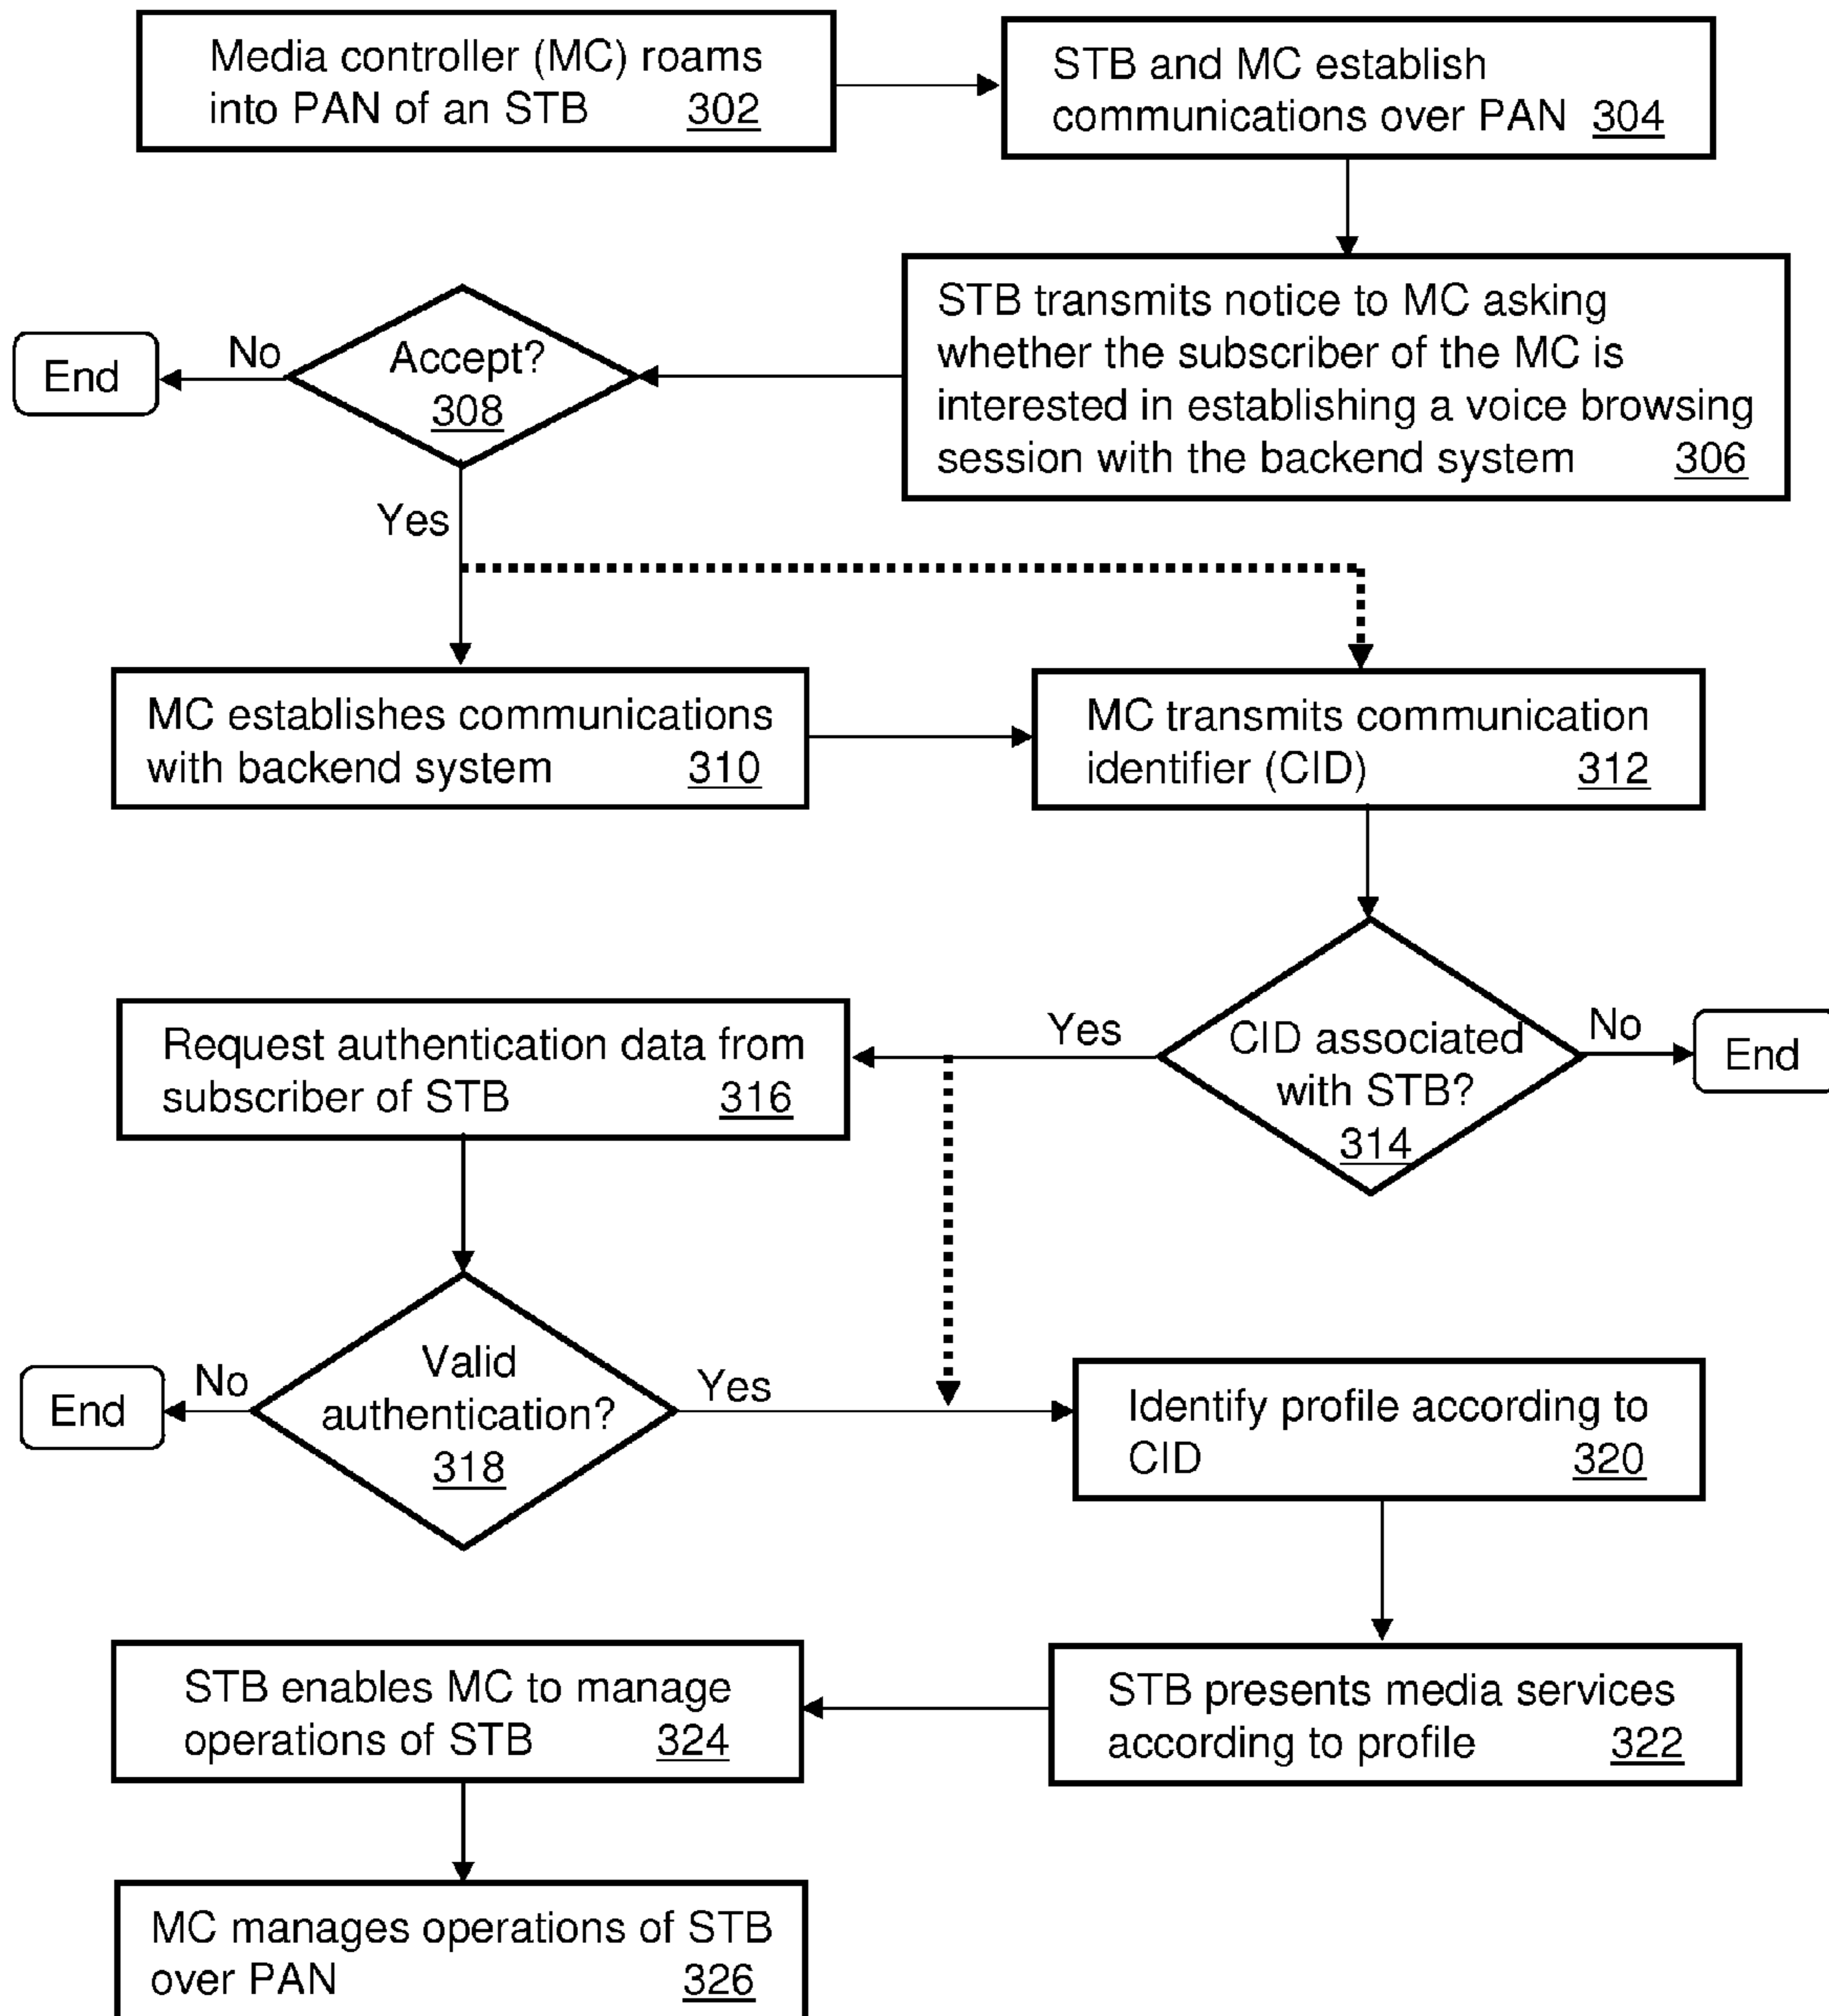 Media controller (MC) roams
into PAN of an STB 302
STB and MC establish
communications over PAN 304
STB transmits notice to MC asking
whether the subscriber of the MC is
interested in establishing a voice browsing
session with the backend system 306
Accept?
308
No
End
Yes
MC establishes communications
with backend system 310
MC transmits communication
identifier (CID) 312
CID associated
with STB?
314
No
End
Yes
Request authentication data from
subscriber of STB 316
Valid
authentication?
318
No
End
Yes
Identify profile according to
CID 320
STB presents media services
according to profile 322
STB enables MC to manage
operations of STB 324
MC manages operations of STB
over PAN 326